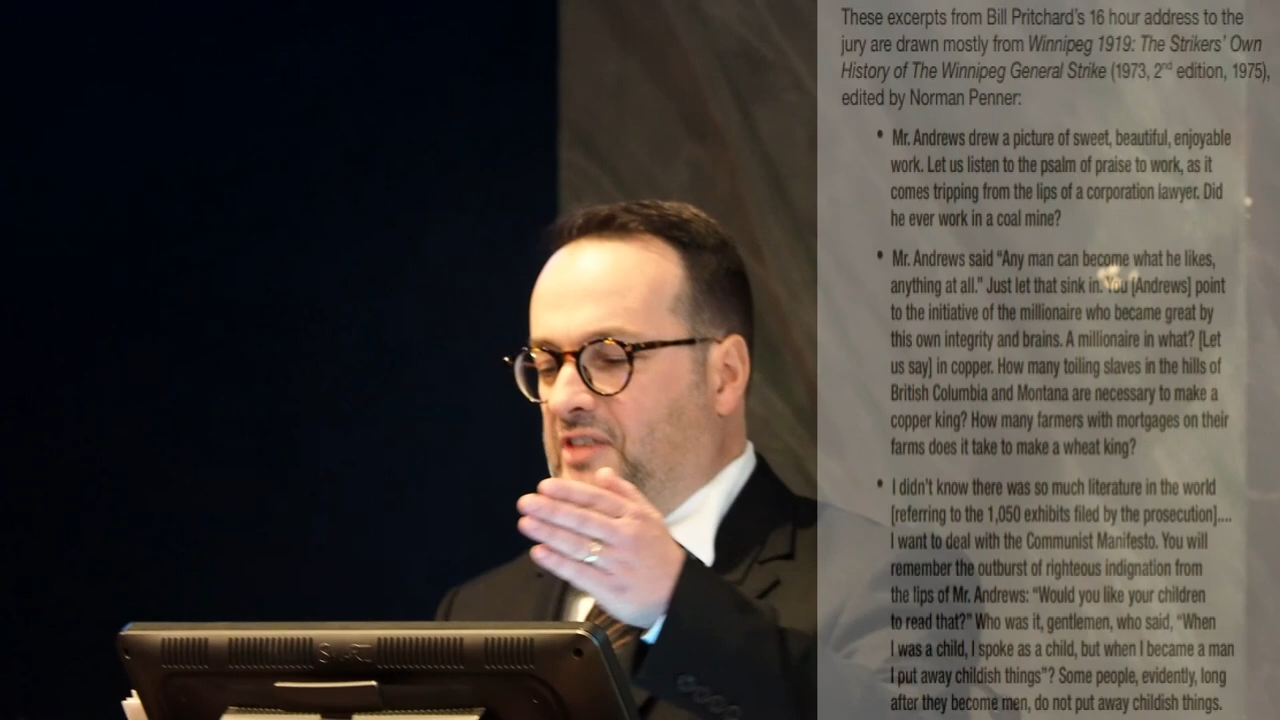 These excerpts from Bill Pritchard's 16 hour address to the
jury are drawn mostly from Winnipeg 1919: The Strikers' Own
History of The Winnipeg General Strike (1973, 2nd edition, 1975),
edited by Norman Penner:
• Mr. Andrews drew a picture of sweet, beautiful, enjoyable
work. Let us listen to the psalm of praise to work, as it
comes tripping from the lips of a corporation lawyer. Did
he ever work in a coal mine?
• Mr. Andrews said “Any man can become what he likes,
anything at all.” Just let that sink in. You [Andrews] point
to the initiative of the millionaire who became great by
this own integrity and brains. A millionaire in what? [Let
us say] in copper. How many toiling slaves in the hills of
British Columbia and Montana are necessary to make a
copper king? How many farmers with mortgages on their
farms does it take to make a wheat king?
• I didn't know there was so much literature in the world
[referring to the 1,050 exhibits filed by the prosecution]....
I want to deal with the Communist Manifesto. You will
remember the outburst of righteous indignation from
the lips of Mr. Andrews: “Would you like your children
to read that?” Who was it, gentlemen, who said, “When
I was a child, I spoke as a child, but when I became a man
I put away childish things”? Some people, evidently, long
after they become men, do not put away childish things.
SMART